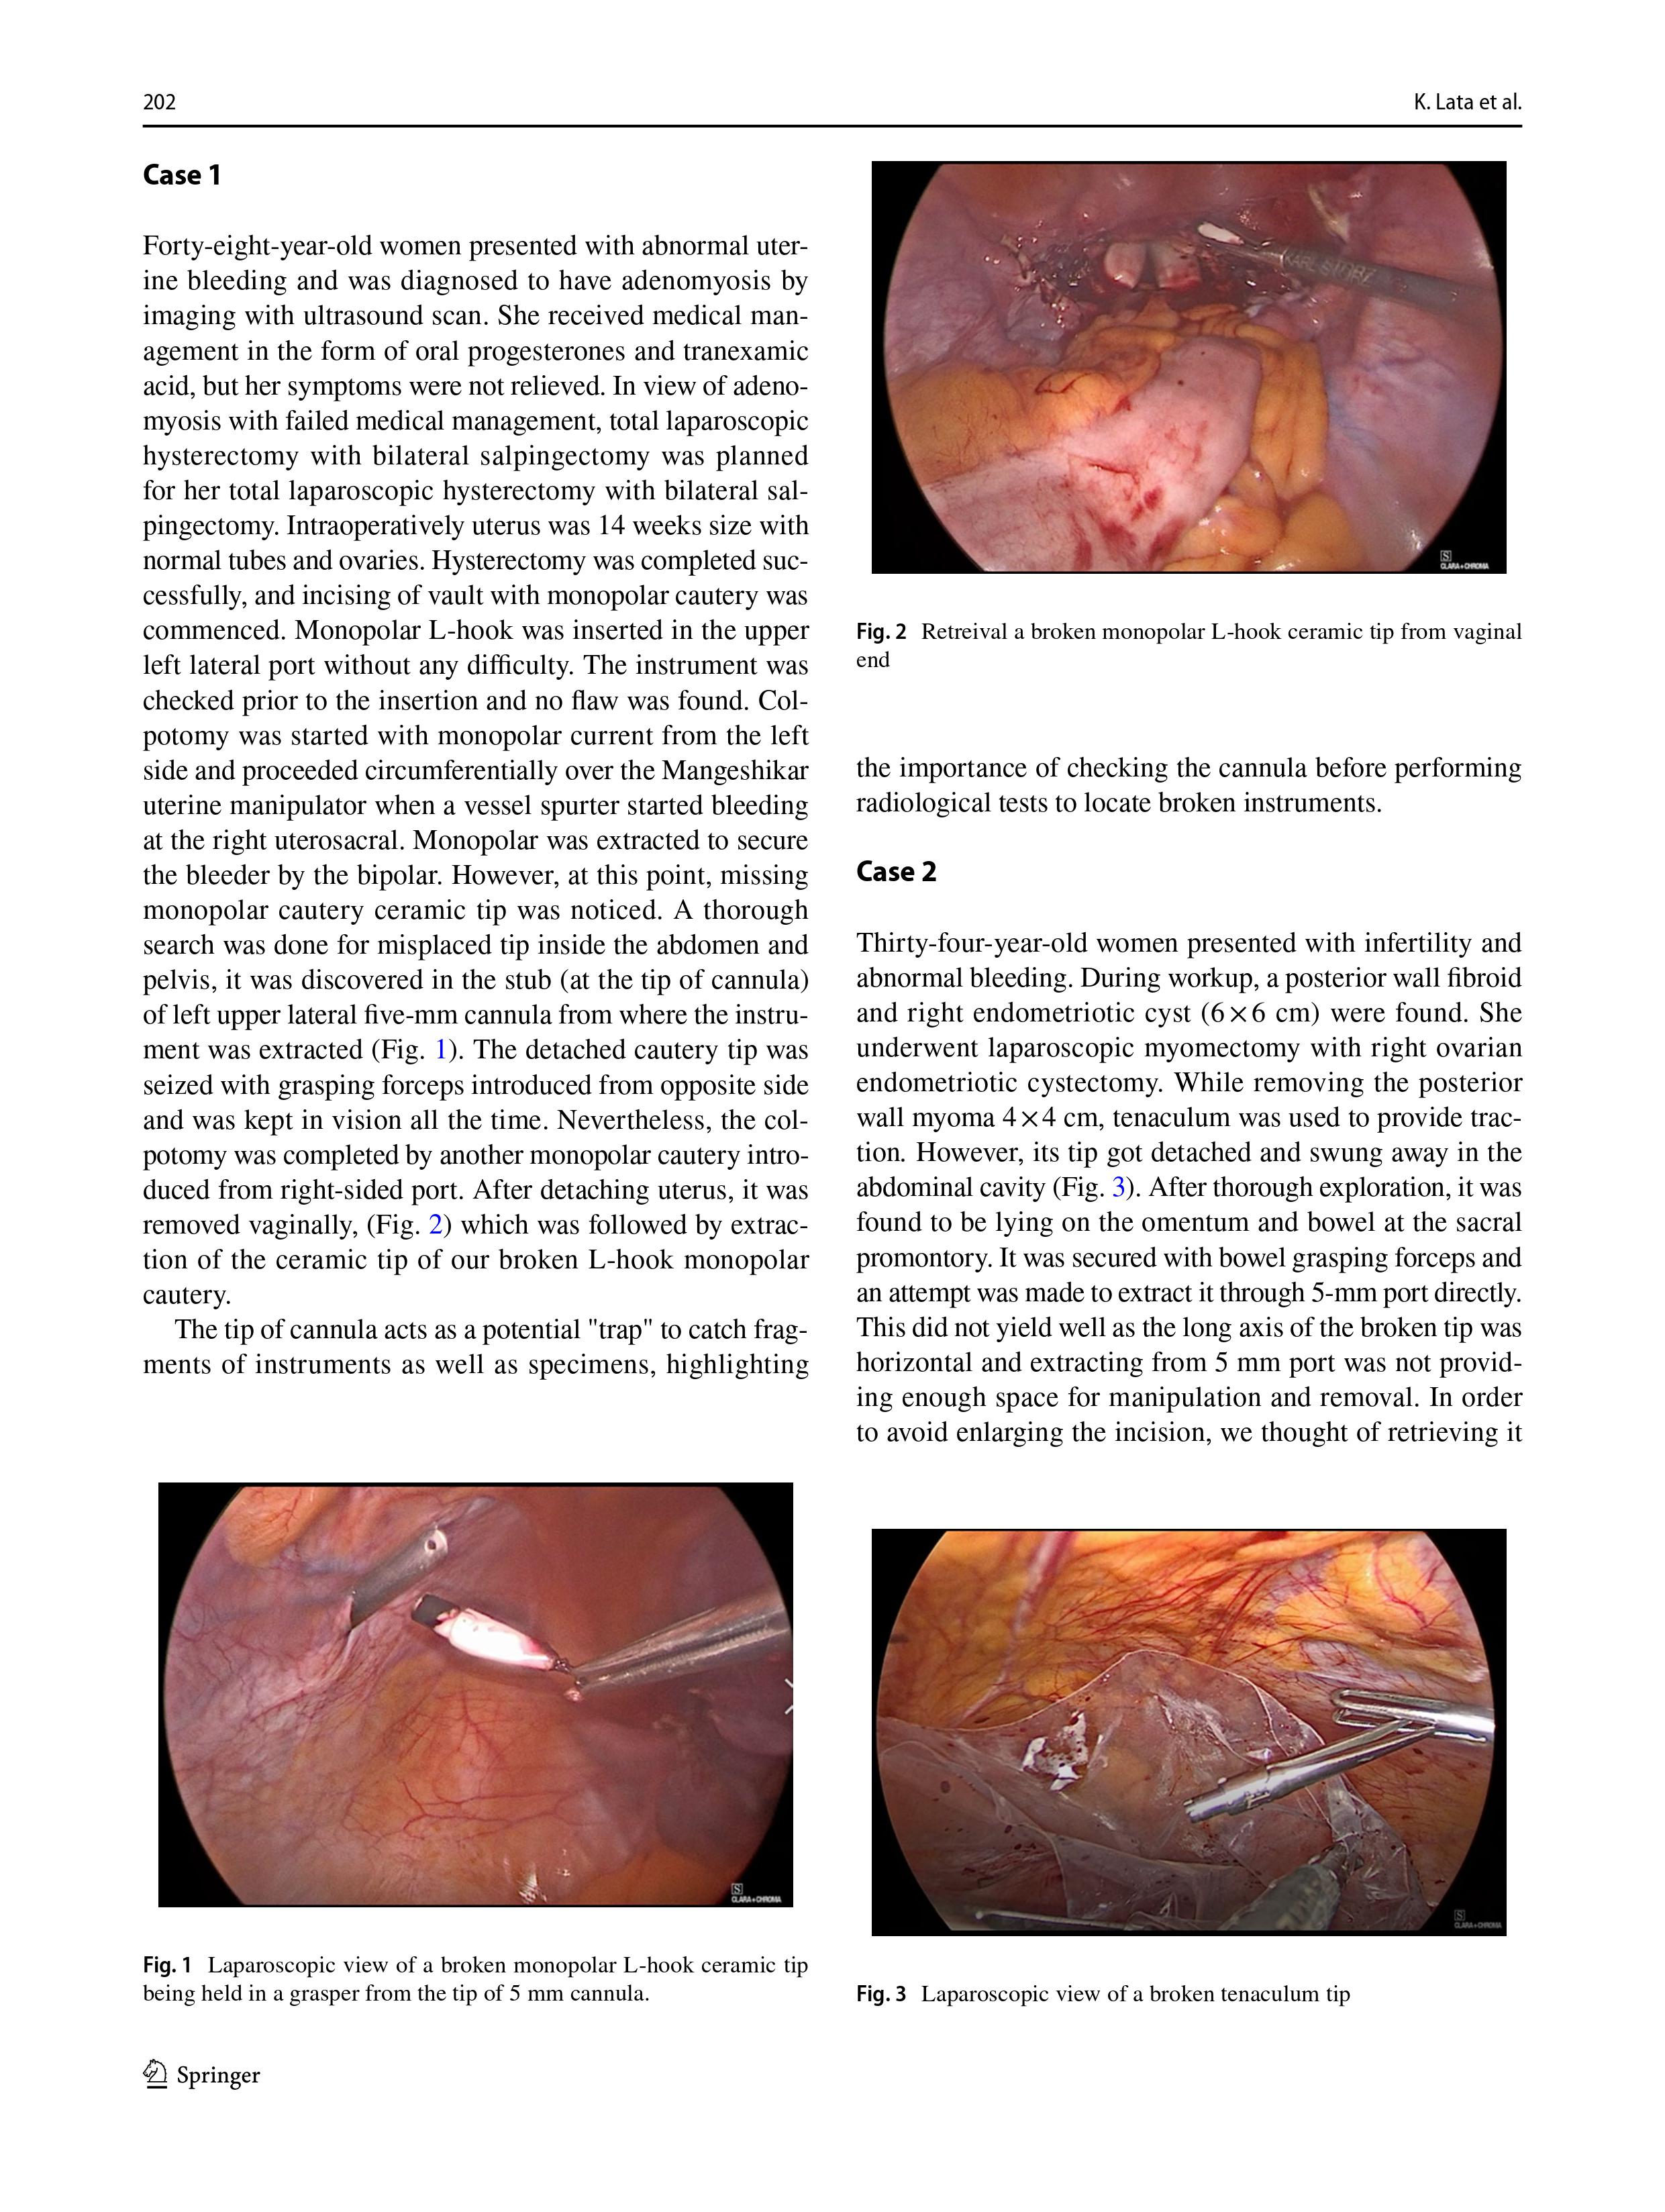 202
K. Lata et al.
Case 1
Forty-eight-year-old women presented with abnormal uter-
ine bleeding and was diagnosed to have adenomyosis by
imaging with ultrasound scan. She received medical man-
agement in the form of oral progesterones and tranexamic
acid, but her symptoms were not relieved. In view of adeno-
myosis with failed medical management, total laparoscopic
hysterectomy with bilateral salpingectomy was planned
for her total laparoscopic hysterectomy with bilateral sal-
pingectomy. Intraoperatively uterus was 14 weeks size with
normal tubes and ovaries. Hysterectomy was completed suc-
cessfully, and incising of vault with monopolar cautery was
commenced. Monopolar L-hook was inserted in the upper
left lateral port without any difficulty. The instrument was
checked prior to the insertion and no flaw was found. Col-
potomy was started with monopolar current from the left
side and proceeded circumferentially over the Mangeshikar
uterine manipulator when a vessel spurter started bleeding
at the right uterosacral. Monopolar was extracted to secure
the bleeder by the bipolar. However, at this point, missing
monopolar cautery ceramic tip was noticed. A thorough
search was done for misplaced tip inside the abdomen and
pelvis, it was discovered in the stub (at the tip of cannula)
of left upper lateral five-mm cannula from where the instru-
ment was extracted (Fig. 1). The detached cautery tip was
seized with grasping forceps introduced from opposite side
and was kept in vision all the time. Nevertheless, the col-
potomy was completed by another monopolar cautery intro-
duced from right-sided port. After detaching uterus, it was
removed vaginally, (Fig. 2) which was followed by extrac-
tion of the ceramic tip of our broken L-hook monopolar
cautery.
The tip of cannula acts as a potential "trap" to catch frag-
ments of instruments as well as specimens, highlighting
S
CLARA+CHROMA
Fig. 1 Laparoscopic view of a broken monopolar L-hook ceramic tip
being held in a grasper from the tip of 5 mm cannula.
KARL STORZ
S
CLARA+CHROMA
Fig. 2 Retreival a broken monopolar L-hook ceramic tip from vaginal
end
the importance of checking the cannula before performing
radiological tests to locate broken instruments.
Case 2
Thirty-four-year-old women presented with infertility and
abnormal bleeding. During workup, a posterior wall fibroid
and right endometriotic cyst (6×6 cm) were found. She
underwent laparoscopic myomectomy with right ovarian
endometriotic cystectomy. While removing the posterior
wall myoma 4×4 cm, tenaculum was used to provide trac-
tion. However, its tip got detached and swung away in the
abdominal cavity (Fig. 3). After thorough exploration, it was
found to be lying on the omentum and bowel at the sacral
promontory. It was secured with bowel grasping forceps and
an attempt was made to extract it through 5-mm port directly.
This did not yield well as the long axis of the broken tip was
horizontal and extracting from 5 mm port was not provid-
ing enough space for manipulation and removal. In order
to avoid enlarging the incision, we thought of retrieving it
S
CLARA+CHROMA
Fig. 3 Laparoscopic view of a broken tenaculum tip
Springer